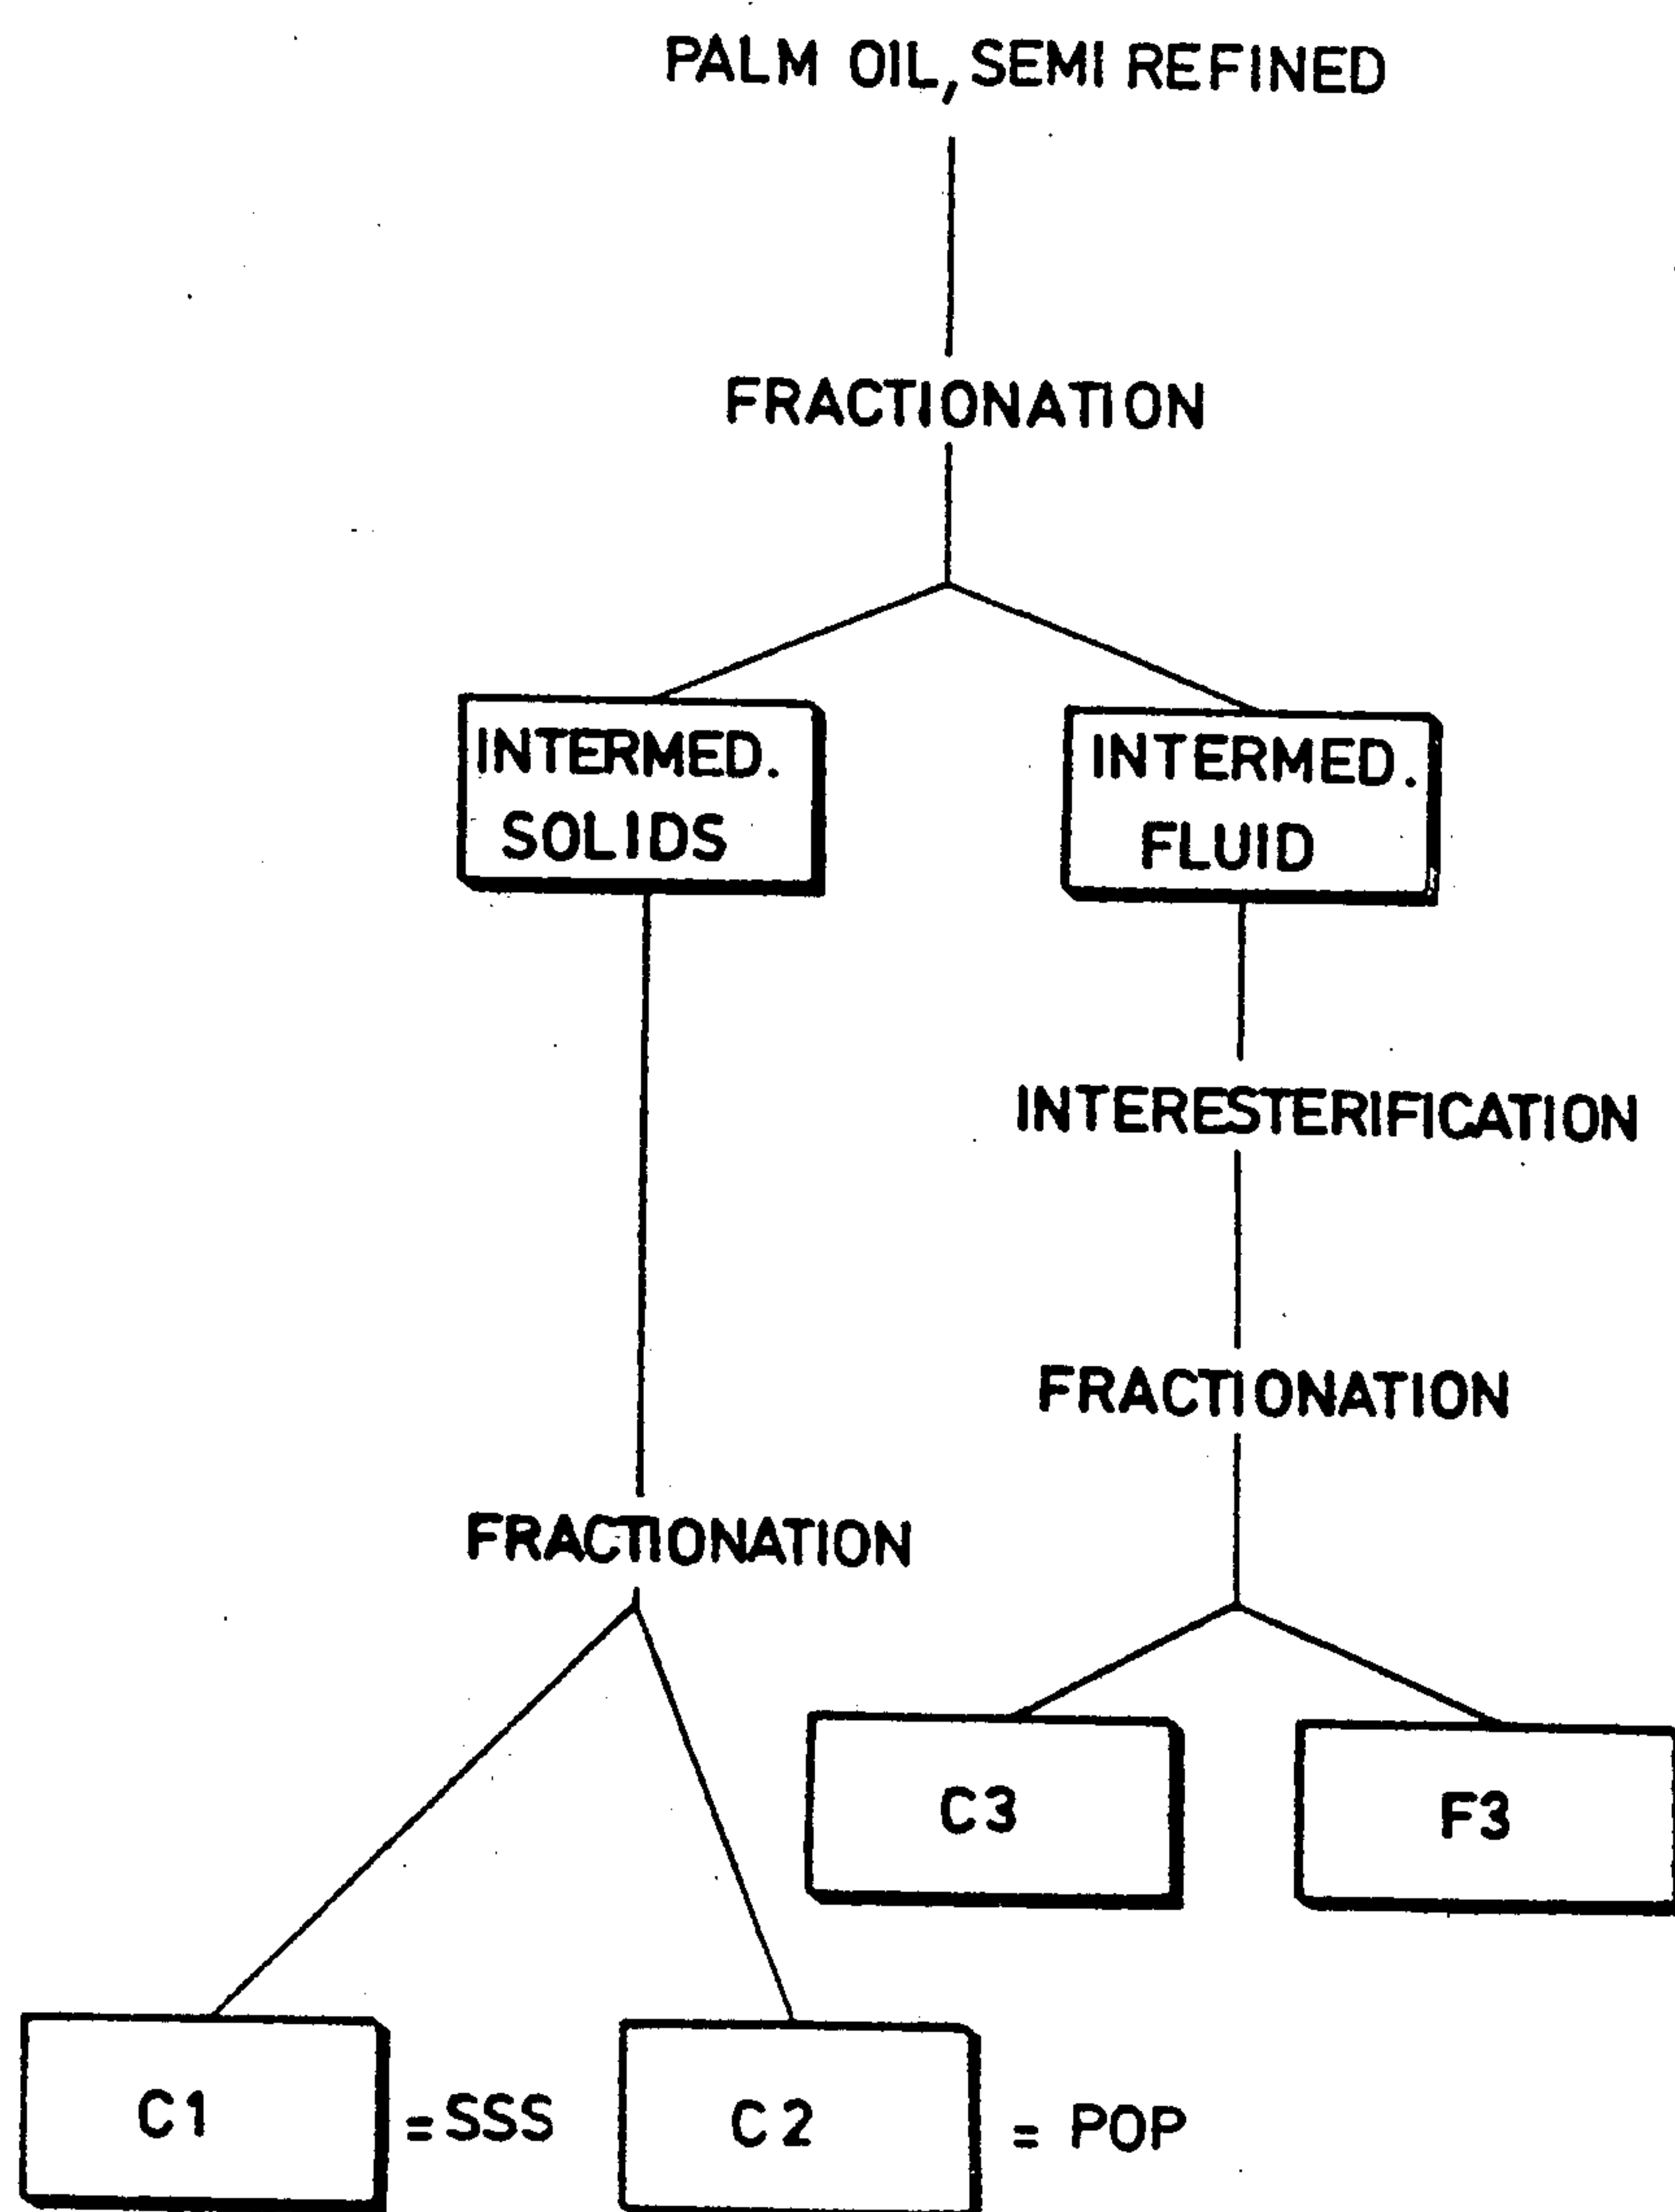 PALM OIL, SEMI REFINED
FRACTIONATION
INTERMED.
SOLIDS
INTERMED.
FLUID
INTERESTERIFICATION
FRACTIONATION
FRACTIONATION
C3
F3
C1
=SSS
C2
= POP